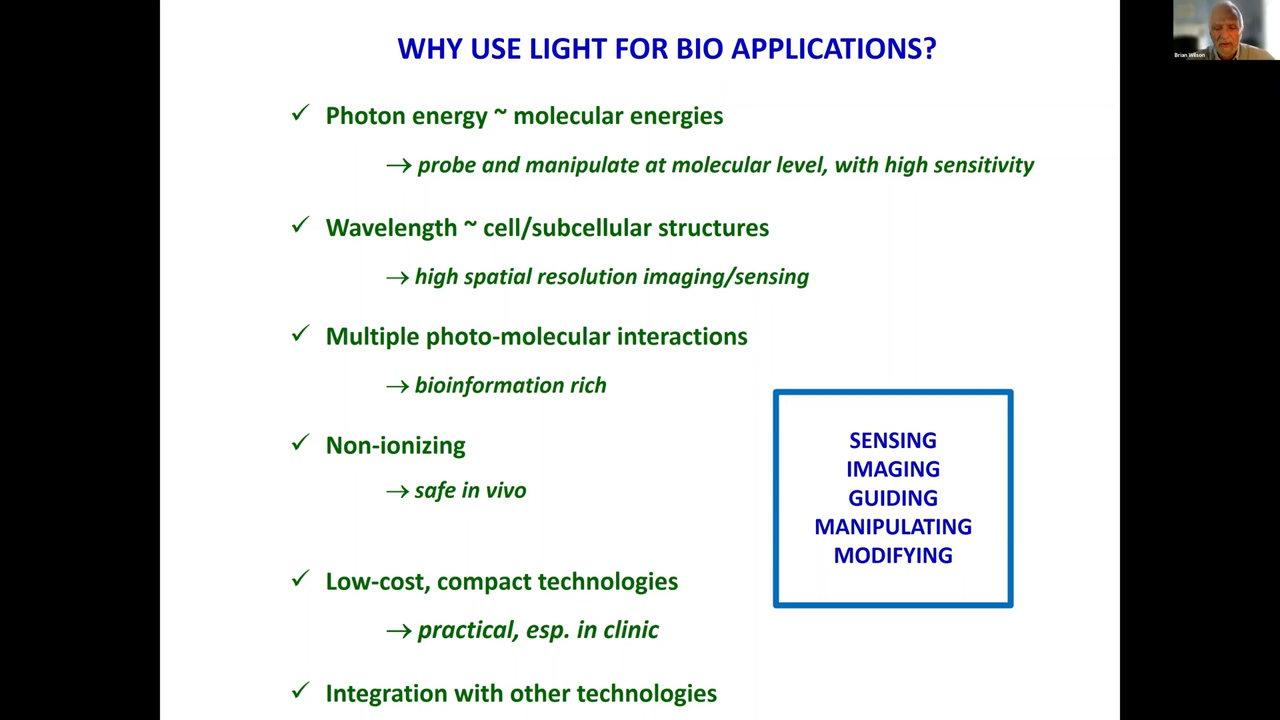 WHY USE LIGHT FOR BIO APPLICATIONS?
✓ Photon energy ~ molecular energies
→ probe and manipulate at molecular level, with high sensitivity
✓ Wavelength ~ cell/subcellular structures
→ high spatial resolution imaging/sensing
✓ Multiple photo-molecular interactions
→ bioinformation rich
✓ Non-ionizing
→ safe in vivo
SENSING
IMAGING
GUIDING
MANIPULATING
MODIFYING
✓ Low-cost, compact technologies
→ practical, esp. in clinic
✓ Integration with other technologies
Brian Wilson